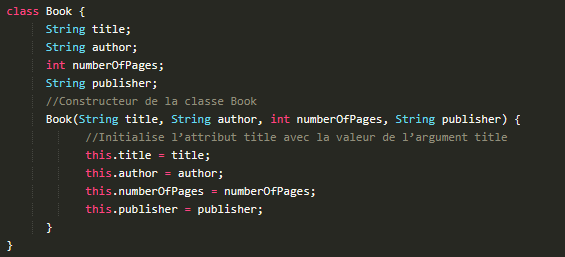 class Book {
String title;
String author;
int numberOfPages;
String publisher;
//Constructeur de la classe Book
Book(String title, String author, int numberOfPages, String publisher) {
//Initialise l’attribut title avec la valeur de l’argument title
this.title = title;
this.author = author;
this.numberOfPages = numberOfPages;
this.publisher = publisher;
}
}